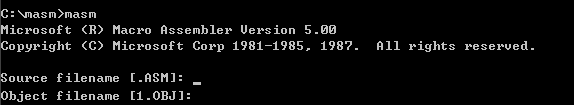 C:\masm>masm
Microsoft (R) Macro Assembler Version 5.00
Copyright (C) Microsoft Corp 1981-1985, 1987.  All rights reserved.
Source filename [.ASM]: _
Object filename [1.OBJ]: